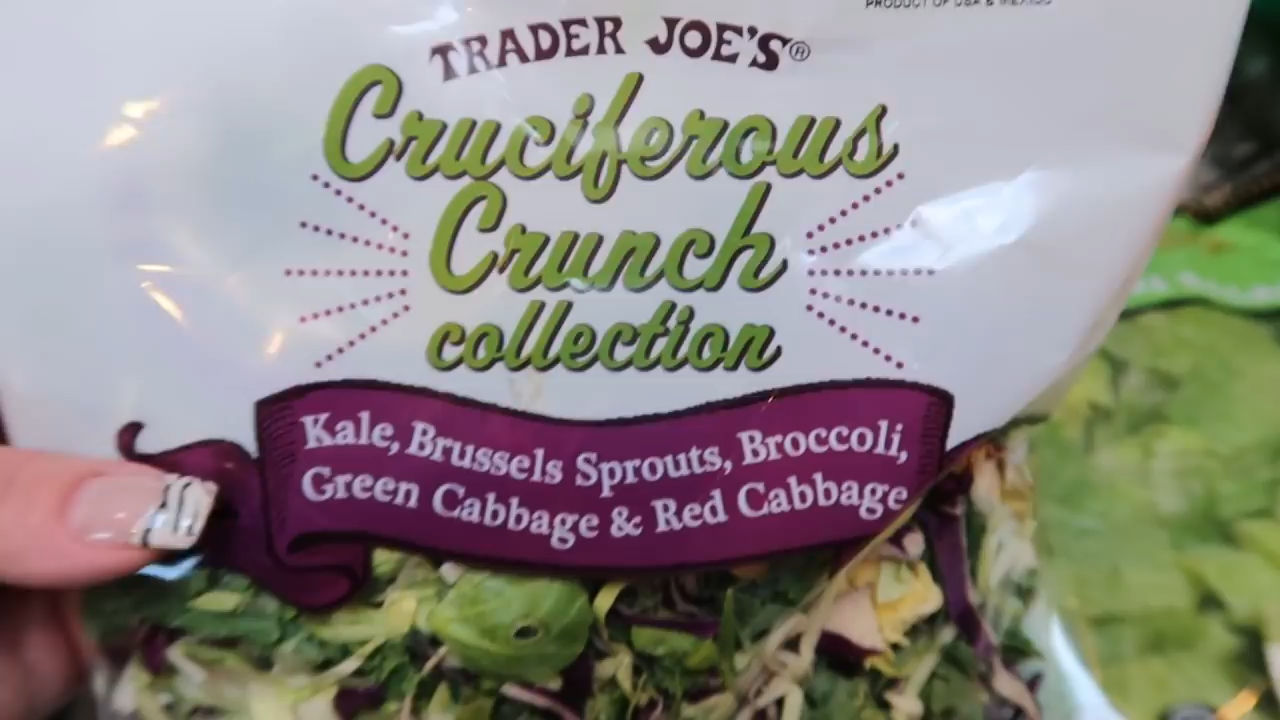 PRODUCT OF USA & MEXICO
TRADER JOE'S®
Cruciferous
Crunch
collection
Kale, Brussels Sprouts, Broccoli,
Green Cabbage & Red Cabbage